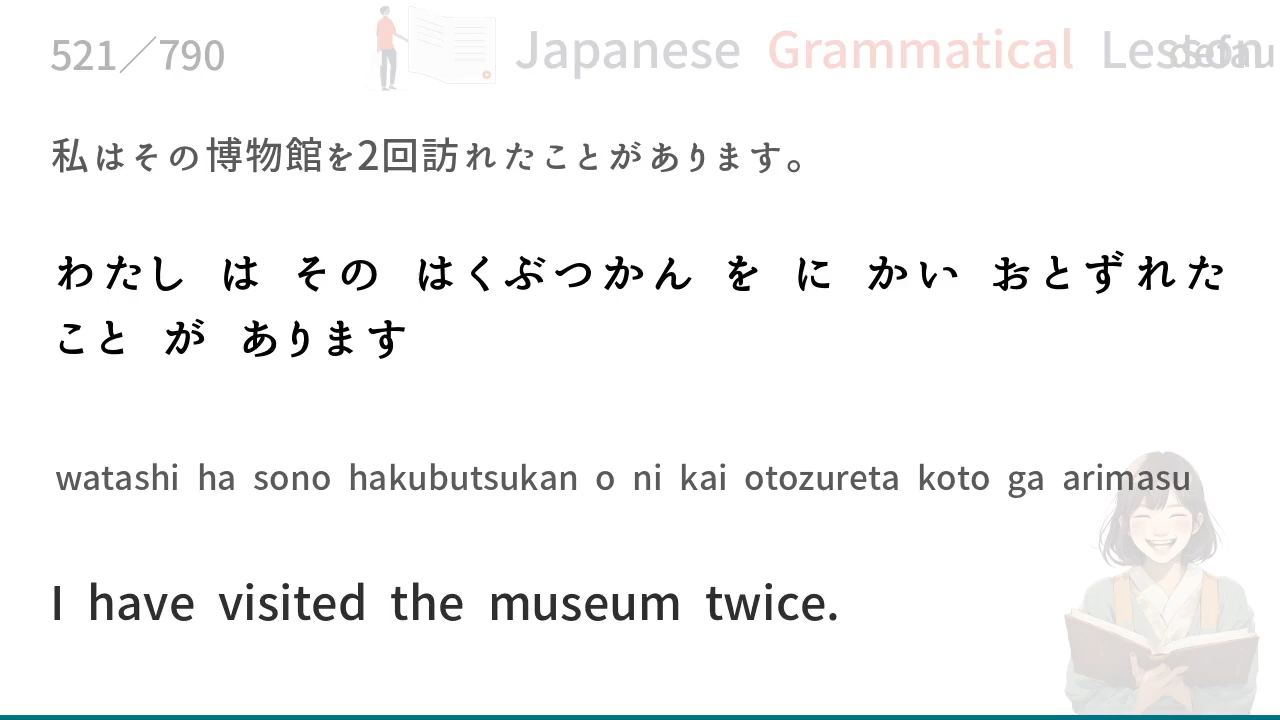 521／790
Japanese Grammatical Lesson
私はその博物館を2回訪れたことがあります。
わたし は その はくぶつかん を に かい おとずれた
こと が あります
watashi ha sono hakubutsukan o ni kai otozureta koto ga arimasu
I have visited the museum twice.